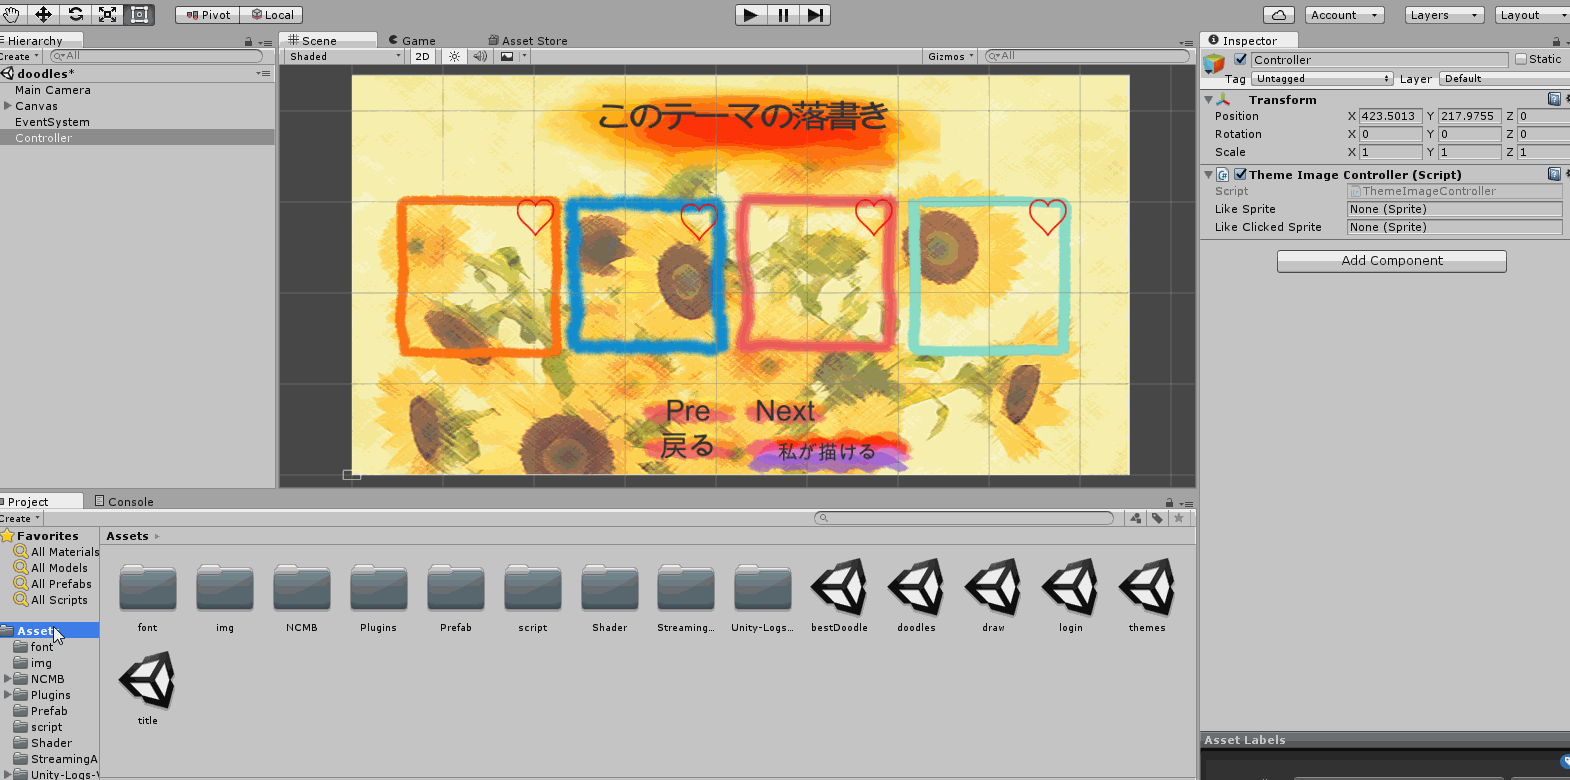 Pivot Local
Account Layers Layout
Hierarchy
Scene Game Asset Store
Inspector
Create All
Shaded 2D Gizmos All
Controller Static
doodles*
Tag Untagged Layer Default
Main Camera
Canvas
EventSystem
Controller
Transform
Position X 423.5013 Y 217.9755 Z 0
Rotation X 0 Y 0 Z 0
Scale X 1 Y 1 Z 1
Theme Image Controller (Script)
Script ThemeImageController
Like Sprite None (Sprite)
Like Clicked Sprite None (Sprite)
Add Component
このテーマの落書き
Pre Next
戻る 私が描ける
Project Console
Create
Favorites
All Materials
All Models
All Prefabs
All Scripts
Assets
font
img
NCMB
Plugins
Prefab
script
Shader
StreamingA
Unity-Logs-V
Assets
font img NCMB Plugins Prefab script Shader Streaming... Unity-Logs... bestDoodle doodles draw login themes
title
Asset Labels